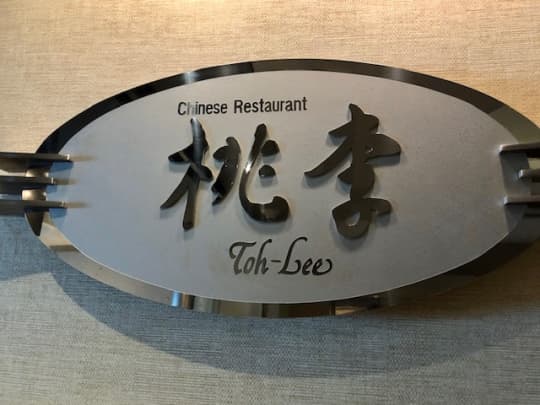 Chinese Restaurant
桃李
Toh-Lee